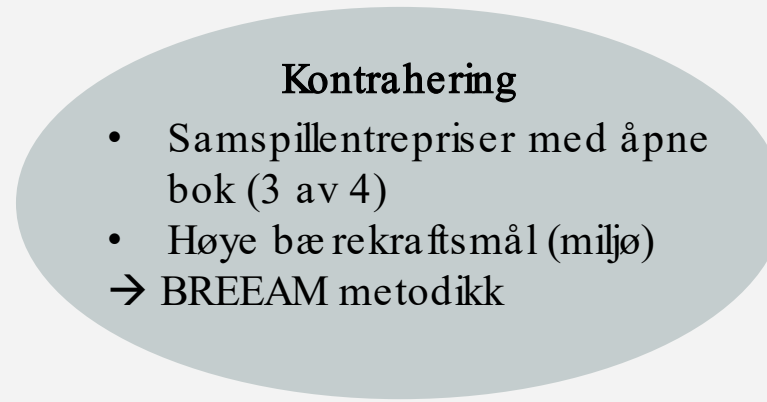 Kontrahering
• Samspillentrepriser med åpne
bok (3 av 4)
• Høye bærekraftsmål (miljø)
→ BREEAM metodikk